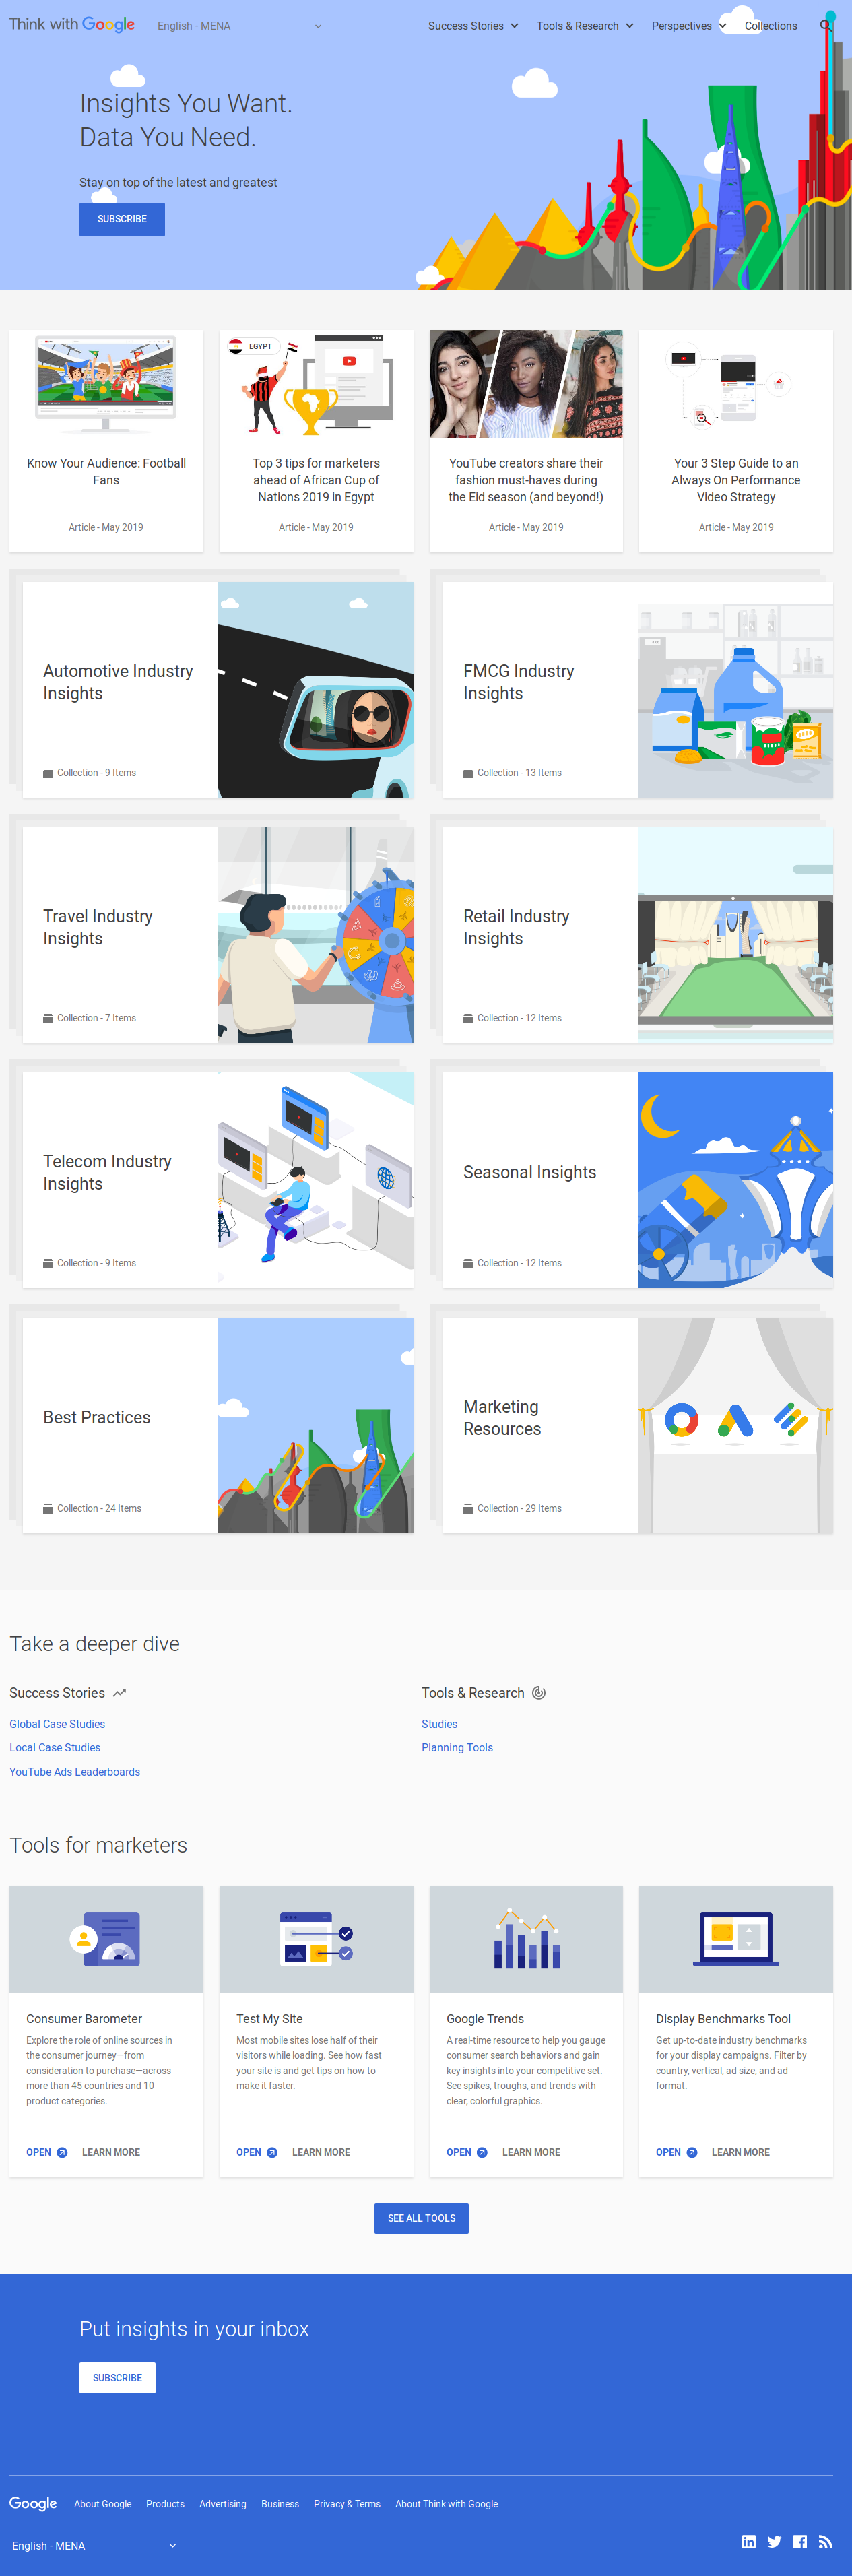 Think with Google
English - MENA
Success Stories
Tools & Research
Perspectives
Collections
Insights You Want.
Data You Need.
Stay on top of the latest and greatest
SUBSCRIBE
Know Your Audience: Football
Fans
Article - May 2019
EGYPT
Top 3 tips for marketers
ahead of African Cup of
Nations 2019 in Egypt
Article - May 2019
YouTube creators share their
fashion must-haves during
the Eid season (and beyond!)
Article - May 2019
Your 3 Step Guide to an
Always On Performance
Video Strategy
Article - May 2019
Automotive Industry
Insights
Collection - 9 Items
FMCG Industry
Insights
Collection - 13 Items
Travel Industry
Insights
Collection - 7 Items
Retail Industry
Insights
Collection - 12 Items
Telecom Industry
Insights
Collection - 9 Items
Seasonal Insights
Collection - 12 Items
Best Practices
Collection - 24 Items
Marketing
Resources
Collection - 29 Items
Take a deeper dive
Success Stories
Global Case Studies
Local Case Studies
YouTube Ads Leaderboards
Tools & Research
Studies
Planning Tools
Tools for marketers
Consumer Barometer
Explore the role of online sources in
the consumer journey—from
consideration to purchase—across
more than 45 countries and 10
product categories.
OPEN
LEARN MORE
Test My Site
Most mobile sites lose half of their
visitors while loading. See how fast
your site is and get tips on how to
make it faster.
OPEN
LEARN MORE
Google Trends
A real-time resource to help you gauge
consumer search behaviors and gain
key insights into your competitive set.
See spikes, troughs, and trends with
clear, colorful graphics.
OPEN
LEARN MORE
Display Benchmarks Tool
Get up-to-date industry benchmarks
for your display campaigns. Filter by
country, vertical, ad size, and ad
format.
OPEN
LEARN MORE
SEE ALL TOOLS
Put insights in your inbox
SUBSCRIBE
Google
About Google
Products
Advertising
Business
Privacy & Terms
About Think with Google
English - MENA